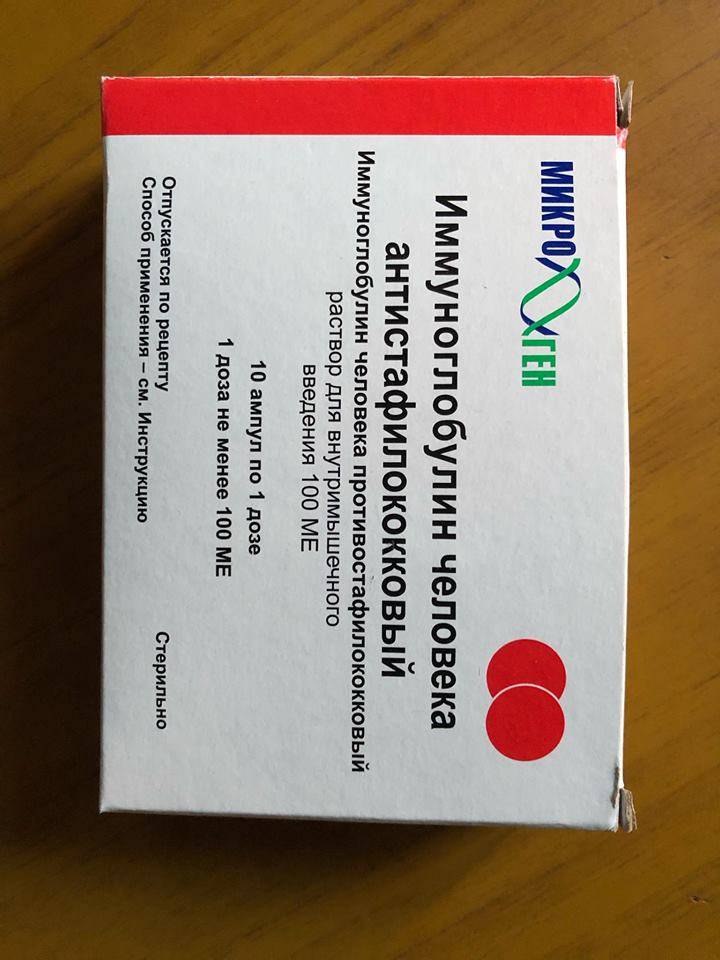 МИКРОГЕН
Иммуноглобулин человека
антистафилококковый
Иммуноглобулин человека противостафилококковый
раствор для внутримышечного
введения 100 МЕ
10 ампул по 1 дозе
1 доза не менее 100 МЕ
Отпускается по рецепту
Способ применения – см. Инструкцию
Стерильно